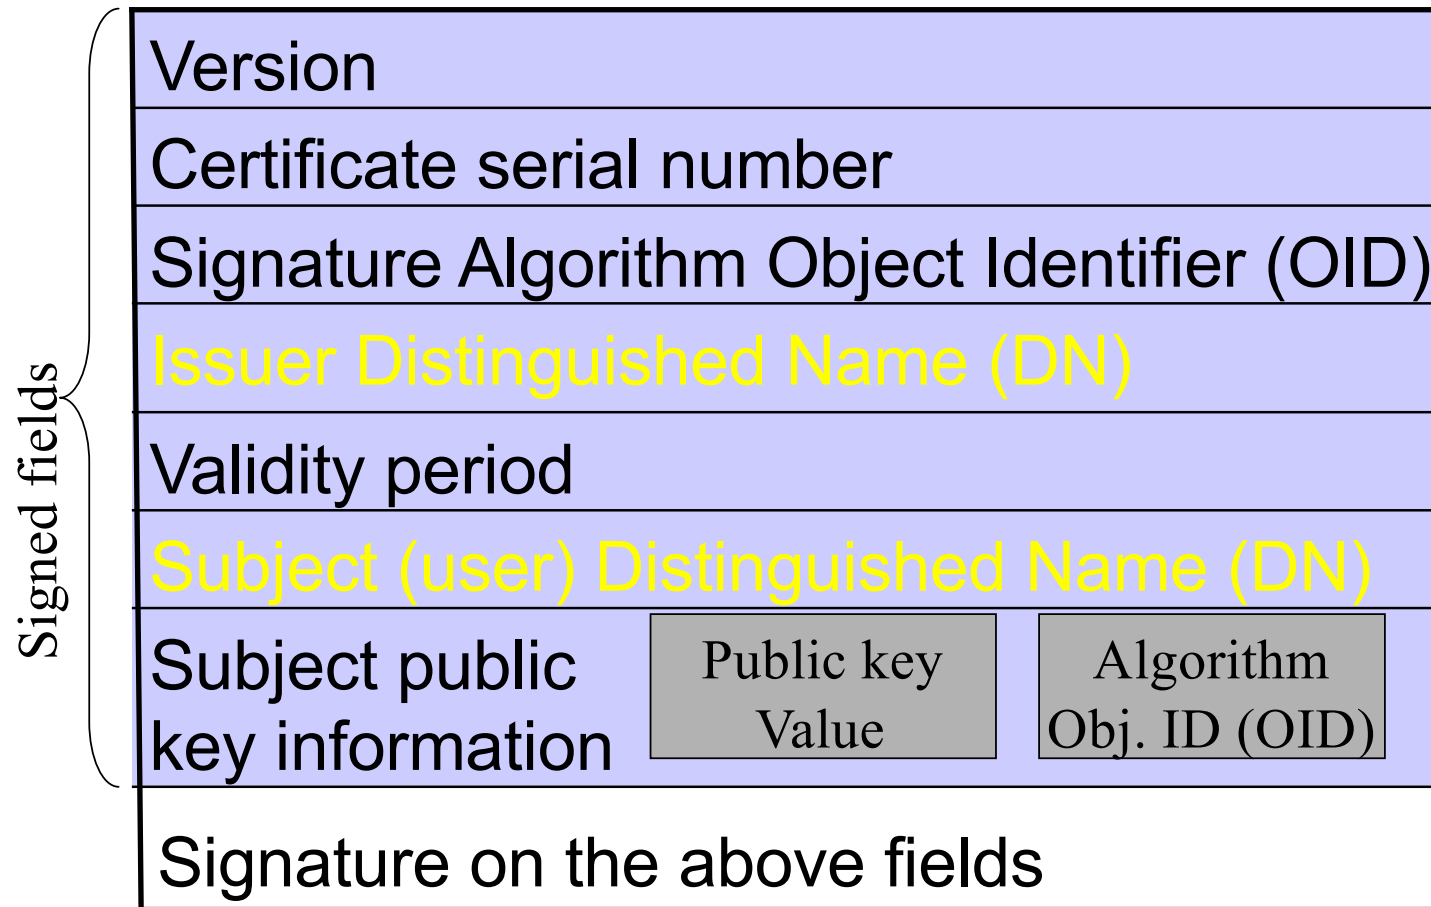 Signed fields
Version
Certificate serial number
Signature Algorithm Object Identifier (OID)
Issuer Distinguished Name (DN)
Validity period
Subject (user) Distinguished Name (DN)
Subject public
key information
Public key
Value
Algorithm
Obj. ID (OID)
Signature on the above fields